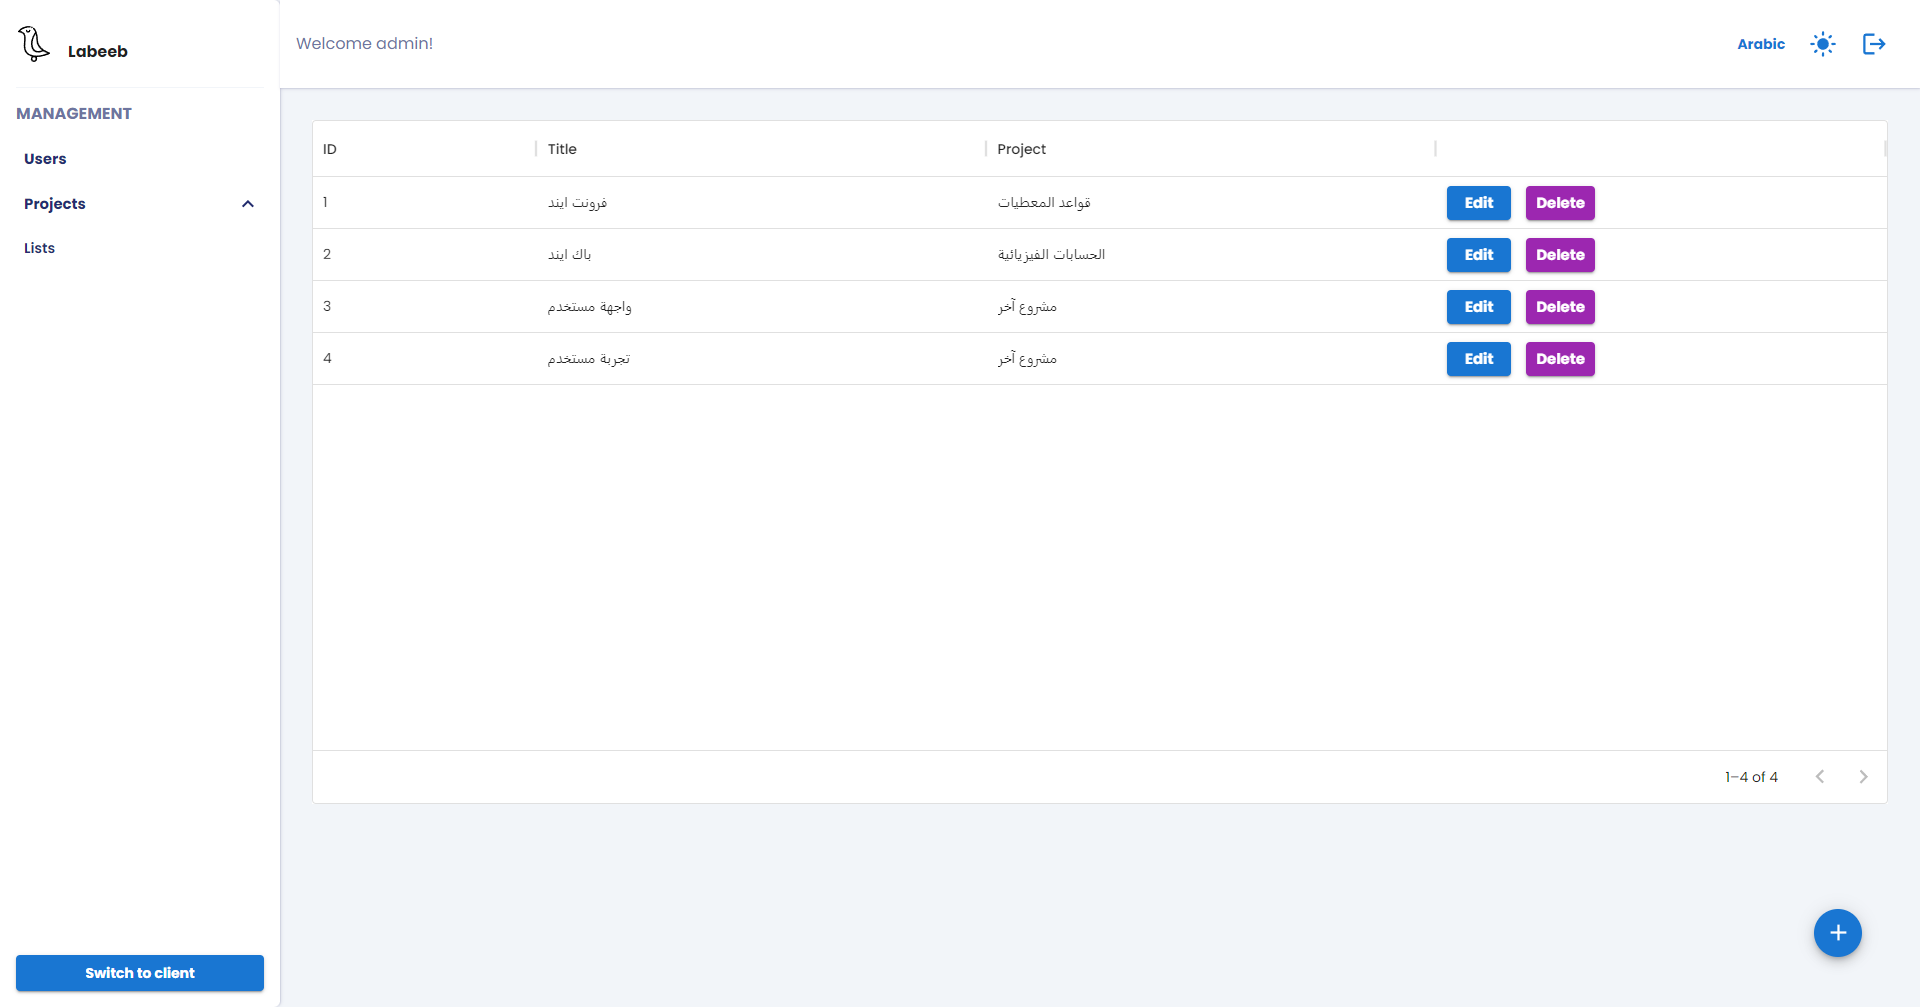 Labeeb
Welcome admin!
Arabic
MANAGEMENT
Users
Projects
Lists
ID Title Project
1 فرونت ايند قواعد المعطيات Edit Delete
2 باك ايند الحسابات الفيزيائية Edit Delete
3 واجهة مستخدم مشروع آخر Edit Delete
4 تجربة مستخدم مشروع آخر Edit Delete
1–4 of 4
Switch to client